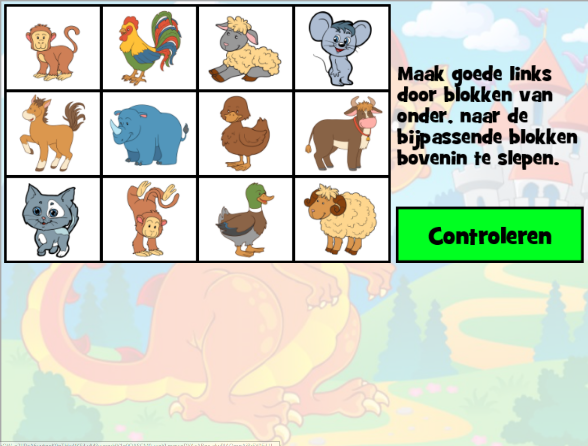 Maak goede links
door blokken van
onder. naar de
bijpassende blokken
bovenin te slepen.
Controleren